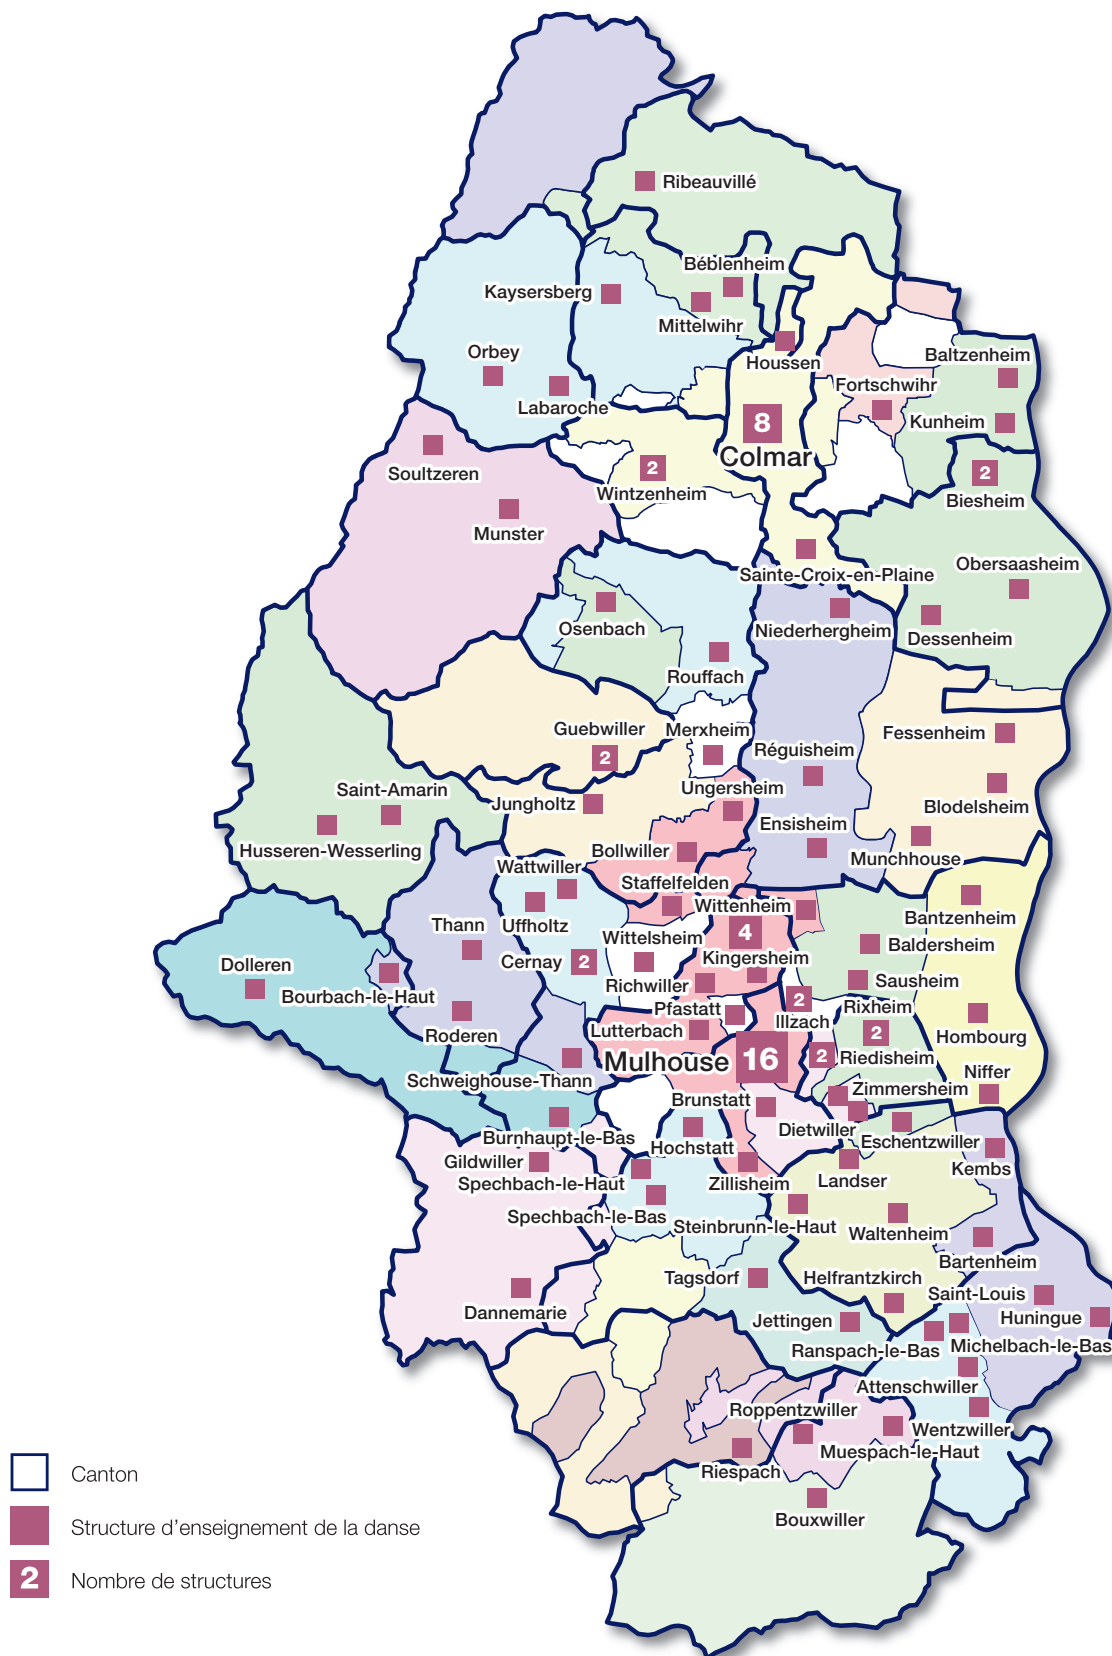 Ribeauvillé
Béblenheim
Kaysersberg
Mittelwihr
Orbey
Houssen
Baltzenheim
Labaroche
Fortschwihr
8
Kunheim
Soultzeren
Colmar
2
Wintzenheim
2
Biesheim
Munster
Sainte-Croix-en-Plaine
Obersaasheim
Osenbach
Niederhergheim
Dessenheim
Rouffach
Guebwiller
2
Merxheim
Fessenheim
Réguisheim
Saint-Amarin
Jungholtz
Ungersheim
Blodelsheim
Ensisheim
Husseren-Wesserling
Bollwiller
Munchhouse
Wattwiller
Staffelfelden
Wittenheim
4
Bantzenheim
Uffholtz
Thann
Wittelsheim
Baldersheim
Cernay
2
Kingersheim
Dolleren
Bourbach-le-Haut
Richwiller
Sausheim
2
Pfastatt
Illzach
Rixheim
2
Roderen
Lutterbach
Hombourg
Mulhouse
16
2
Riedisheim
Schweighouse-Thann
Niffer
Zimmersheim
Brunstatt
Burnhaupt-le-Bas
Dietwiller
Hochstatt
Eschentzwiller
Gildwiller
Kembs
Spechbach-le-Haut
Zillisheim
Landser
Spechbach-le-Bas
Steinbrunn-le-Haut
Waltenheim
Bartenheim
Tagsdorf
Helfrantzkirch
Saint-Louis
Dannemarie
Jettingen
Huningue
Ranspach-le-Bas
Michelbach-le-Bas
Attenschwiller
Roppentzwiller
Wentzwiller
Muespach-le-Haut
Riespach
Bouxwiller
Canton
Structure d'enseignement de la danse
2
Nombre de structures